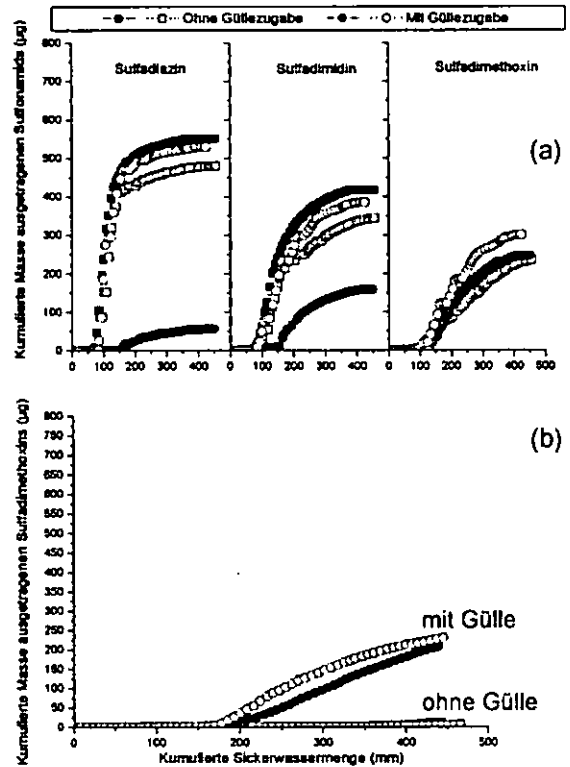 Ohne Güllezugabe Mit Güllezugabe
Kumulierte Masse ausgetragenen Sulfonamids (µg)
Sulfadiazin Sulfadimidin Sulfadimethoxin
(a)
800
700
600
500
400
300
200
100
0
0 100 200 300 400 0 100 200 300 400 0 100 200 300 400 500
Kumulierte Masse ausgetragenen Sulfadimethoxins (µg)
(b)
800
750
700
650
600
550
500
450
400
350
300
250
200
150
100
50
0
mit Gülle
ohne Gülle
0 100 200 300 400 500
Kumulierte Sickerwassermenge (mm)